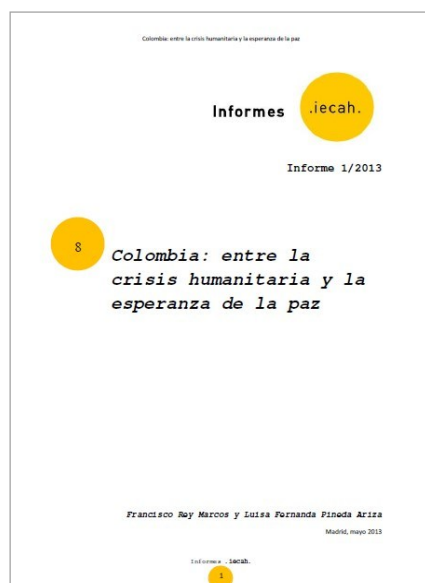 Colombia: entre la crisis humanitaria y la esperanza de la paz
Informes .iecah.
Informe 1/2013
8
Colombia: entre la
crisis humanitaria y la
esperanza de la paz
Francisco Rey Marcos y Luisa Fernanda Pineda Ariza
Madrid, mayo 2013
Informes .iecah.
1